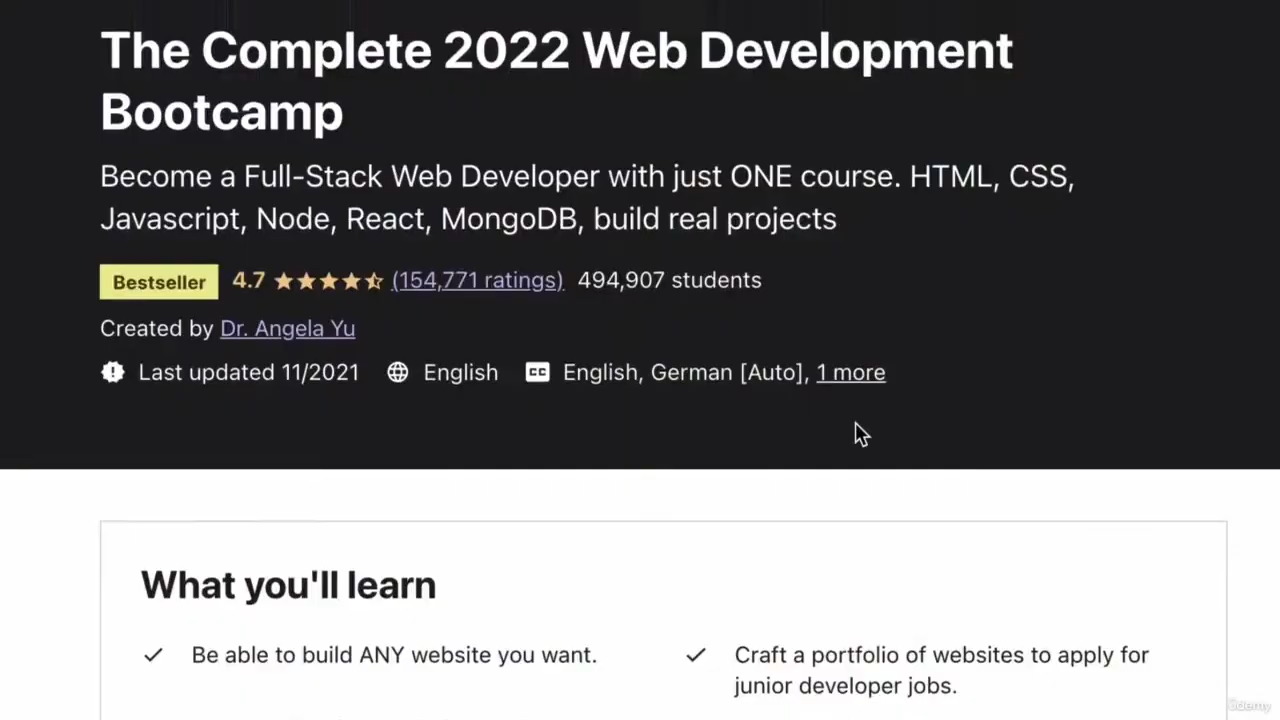 The Complete 2022 Web Development
Bootcamp
Become a Full-Stack Web Developer with just ONE course. HTML, CSS,
Javascript, Node, React, MongoDB, build real projects
Bestseller 4.7 (154,771 ratings) 494,907 students
Created by Dr. Angela Yu
Last updated 11/2021 English CC English, German [Auto], 1 more
What you'll learn
Be able to build ANY website you want.
Craft a portfolio of websites to apply for
junior developer jobs.
Udemy